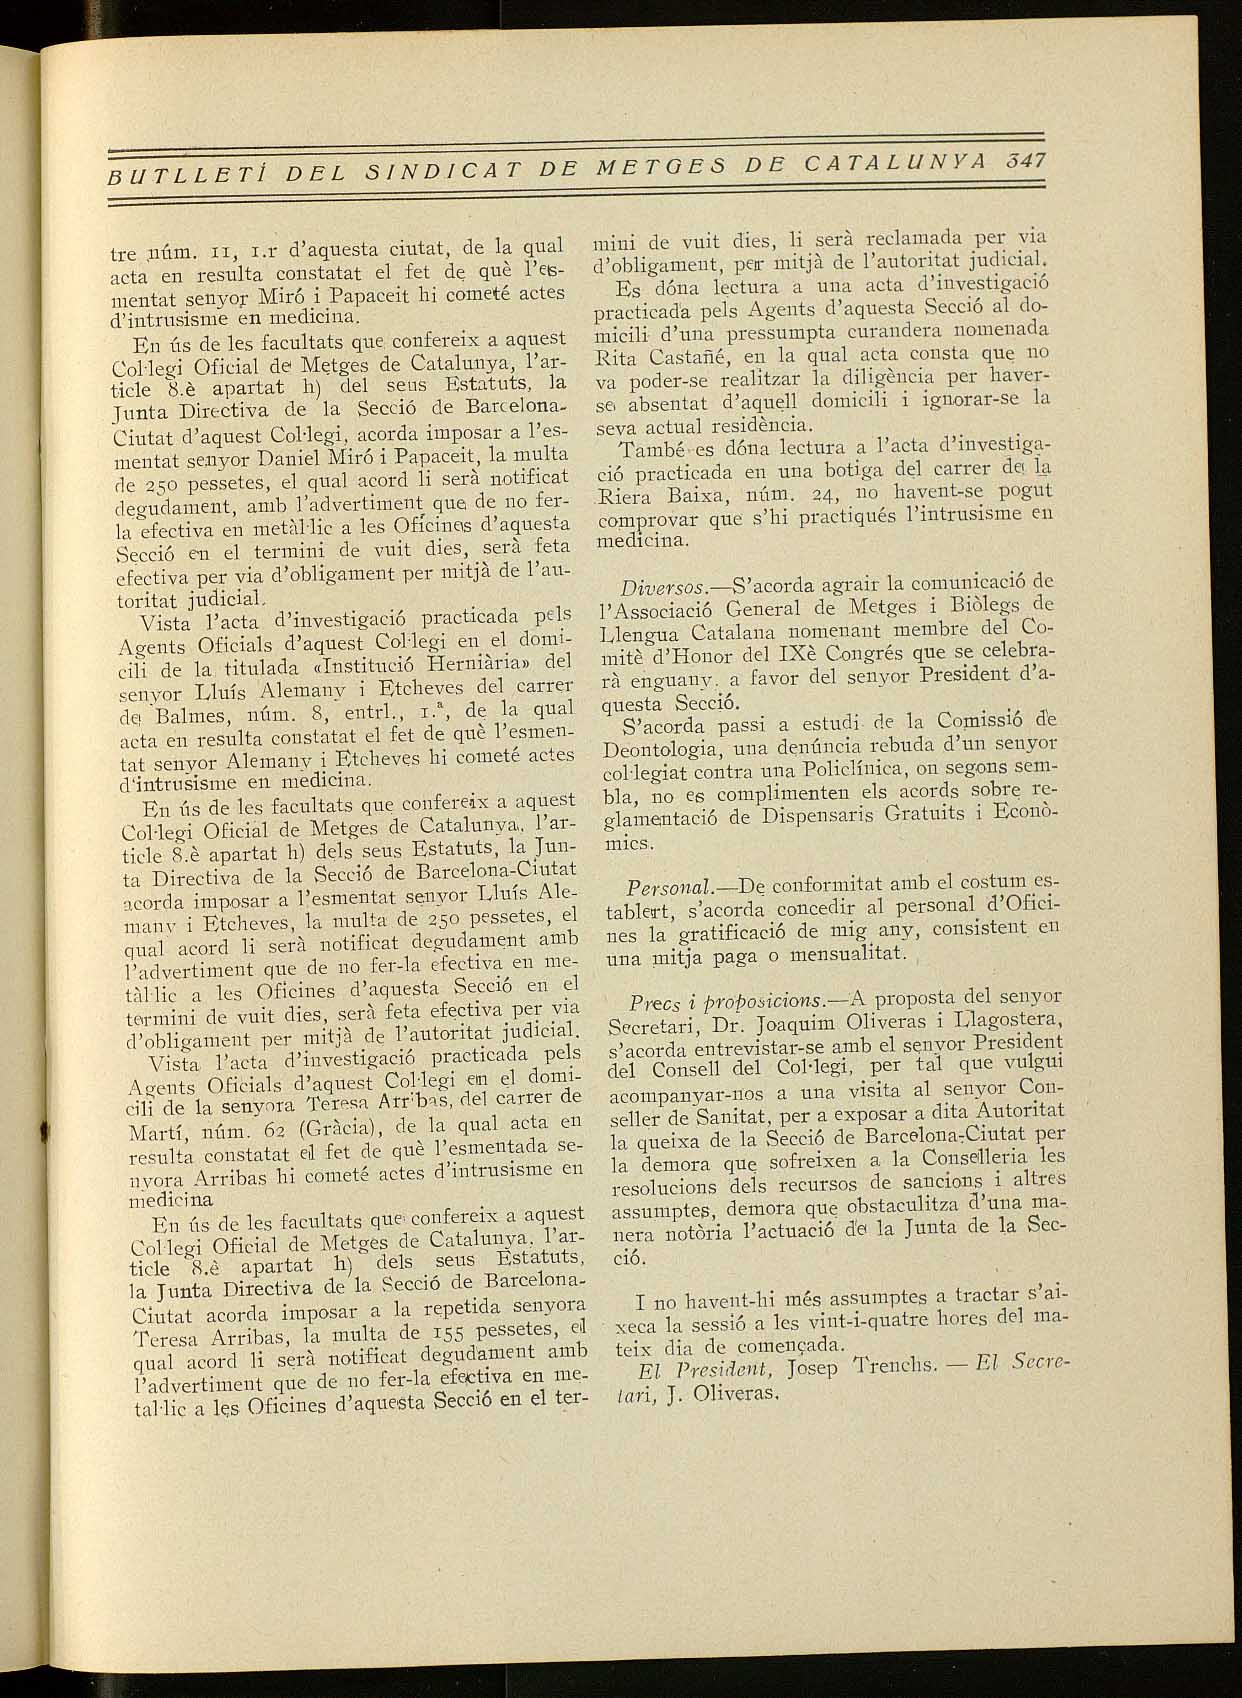 BUTLLETÍ DEL SINDICAT DE METGES DE CATALUNYA 347
tre núm. 11, 1.r d'aquesta ciutat, de la qual
acta en resulta constatat el fet de què l'es-
mentat senyor Miró i Papaceit hi cometé actes
d'intrusisme en medicina.
En ús de les facultats que confereix a aquest
Col·legi Oficial de Metges de Catalunya, l'ar-
ticle 8.è apartat h) del seus Estatuts, la
Junta Directiva de la Secció de Barcelona-
Ciutat d'aquest Col·legi, acorda imposar a l'es-
mentat senyor Daniel Miró i Papaceit, la multa
de 250 pessetes, el qual acord li serà notificat
degudament, amb l'advertiment que de no fer-
la efectiva en metàl·lic a les Oficines d'aquesta
Secció en el termini de vuit dies, serà feta
efectiva per via d'obligament per mitjà de l'au-
toritat judicial.
Vista l'acta d'investigació practicada pels
Agents Oficials d'aquest Col·legi en el domi-
cili de la titulada «Institució Herniària» del
senyor Lluís Alemany i Etcheves del carrer
de Balmes, núm. 8, entrl., 1.ª, de la qual
acta en resulta constatat el fet de què l'esmen-
tat senyor Alemany i Etcheves hi cometé actes
d'intrusisme en medicina.
En ús de les facultats que confereix a aquest
Col·legi Oficial de Metges de Catalunya, l'ar-
ticle 8.è apartat h) dels seus Estatuts, la Jun-
ta Directiva de la Secció de Barcelona-Ciutat
acorda imposar a l'esmentat senyor Lluís Ale-
many i Etcheves, la multa de 250 pessetes, el
qual acord li serà notificat degudament amb
l'advertiment que de no fer-la efectiva en me-
tàl·lic a les Oficines d'aquesta Secció en el
termini de vuit dies, serà feta efectiva per via
d'obligament per mitjà de l'autoritat judicial.
Vista l'acta d'investigació practicada pels
Agents Oficials d'aquest Col·legi en el domi-
cili de la senyora Teresa Arribas, del carrer de
Martí, núm. 62 (Gràcia), de la qual acta en
resulta constatat el fet de què l'esmentada se-
nyora Arribas hi cometé actes d'intrusisme en
medicina
En ús de les facultats que confereix a aquest
Col·legi Oficial de Metges de Catalunya, l'ar-
ticle 8.è apartat h) dels seus Estatuts,
la Junta Directiva de la Secció de Barcelona-
Ciutat acorda imposar a la repetida senyora
Teresa Arribas, la multa de 155 pessetes, el
qual acord li serà notificat degudament amb
l'advertiment que de no fer-la efectiva en me-
tal·lic a les Oficines d'aquesta Secció en el ter-
mini de vuit dies, li serà reclamada per via
d'obligament, per mitjà de l'autoritat judicial.
Es dóna lectura a una acta d'investigació
practicada pels Agents d'aquesta Secció al do-
micili d'una pressumpta curandera nomenada
Rita Castañé, en la qual acta consta que no
va poder-se realitzar la diligència per haver-
se absentat d'aquell domicili i ignorar-se la
seva actual residència.
També es dóna lectura a l'acta d'investiga-
ció practicada en una botiga del carrer de la
Riera Baixa, núm. 24, no havent-se pogut
comprovar que s'hi practiqués l'intrusisme en
medicina.
Diversos.—S'acorda agrair la comunicació de
l'Associació General de Metges i Biòlegs de
Llengua Catalana nomenant membre del Co-
mitè d'Honor del IXè Congrés que se celebra-
rà enguany. a favor del senyor President d'a-
questa Secció.
S'acorda passi a estudi de la Comissió de
Deontologia, una denúncia rebuda d'un senyor
col·legiat contra una Policlínica, on segons sem-
bla, no es complimenten els acords sobre re-
glamentació de Dispensaris Gratuits i Econò-
mics.
Personal.—De conformitat amb el costum es-
tablert, s'acorda concedir al personal d'Ofici-
nes la gratificació de mig any, consistent en
una mitja paga o mensualitat.
Precs i proposicions.—A proposta del senyor
Secretari, Dr. Joaquim Oliveras i Llagostera,
s'acorda entrevistar-se amb el senyor President
del Consell del Col·legi, per tal que vulgui
acompanyar-nos a una visita al senyor Con-
seller de Sanitat, per a exposar a dita Autoritat
la queixa de la Secció de Barcelona-Ciutat per
la demora que sofreixen a la Conselleria les
resolucions dels recursos de sancions i altres
assumptes, demora que obstaculitza d'una ma-
nera notòria l'actuació de la Junta de la Sec-
ció.
I no havent-hi més assumptes a tractar s'ai-
xeca la sessió a les vint-i-quatre hores del ma-
teix dia de començada.
El President, Josep Trenchs. — El Secre-
tari, J. Oliveras.